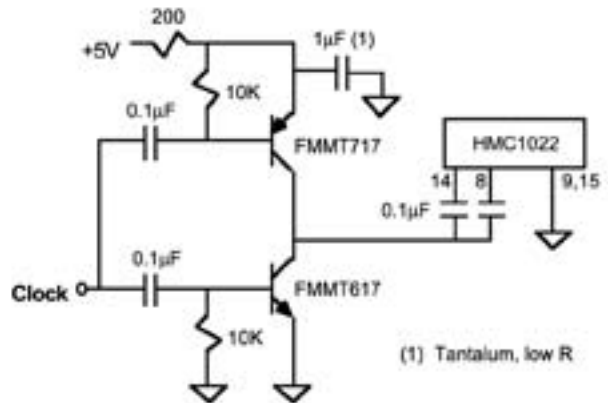 200
+5V
1µF (1)
10K
0.1µF
FMMT717
HMC1022
14 8 9,15
0.1µF
0.1µF
Clock
FMMT617
10K
(1) Tantalum, low R